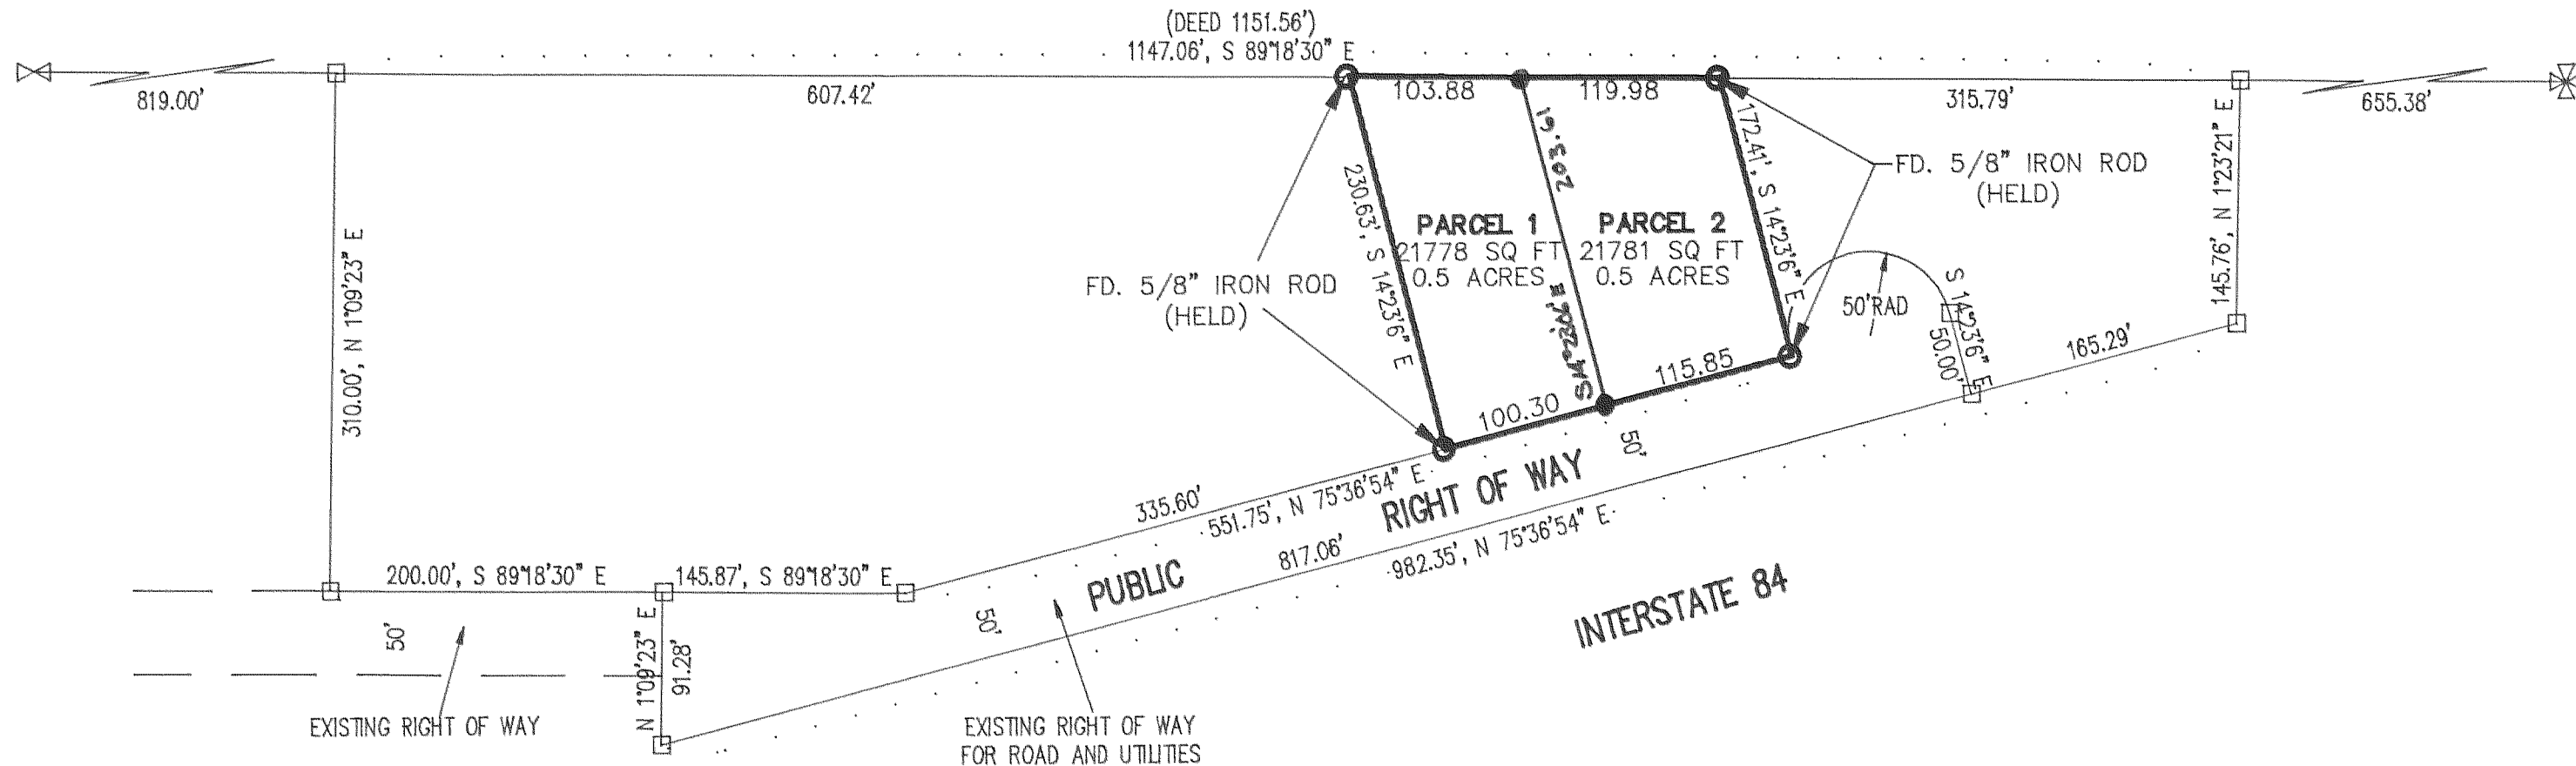 (DEED 1151.56')
1147.06', S 89°18'30" E
819.00'
607.42'
103.88
119.98
315.79'
655.38'
310.00', N 1°09'23" E
230.63', S 14°23'6" E
203.61
S14°23'06"E
172.41', S 14°23'6" E
145.76', N 1°23'21" E
FD. 5/8" IRON ROD
(HELD)
FD. 5/8" IRON ROD
(HELD)
PARCEL 1
21778 SQ FT
0.5 ACRES
PARCEL 2
21781 SQ FT
0.5 ACRES
50'RAD
S 14°23'6" E
50.00'
165.29'
115.85
100.30
50'
335.60'
551.75', N 75°36'54" E
PUBLIC RIGHT OF WAY
817.06'
982.35', N 75°36'54" E
INTERSTATE 84
200.00', S 89°18'30" E
145.87', S 89°18'30" E
50'
50'
N 1°09'23" E
91.28'
EXISTING RIGHT OF WAY
EXISTING RIGHT OF WAY
FOR ROAD AND UTILITIES